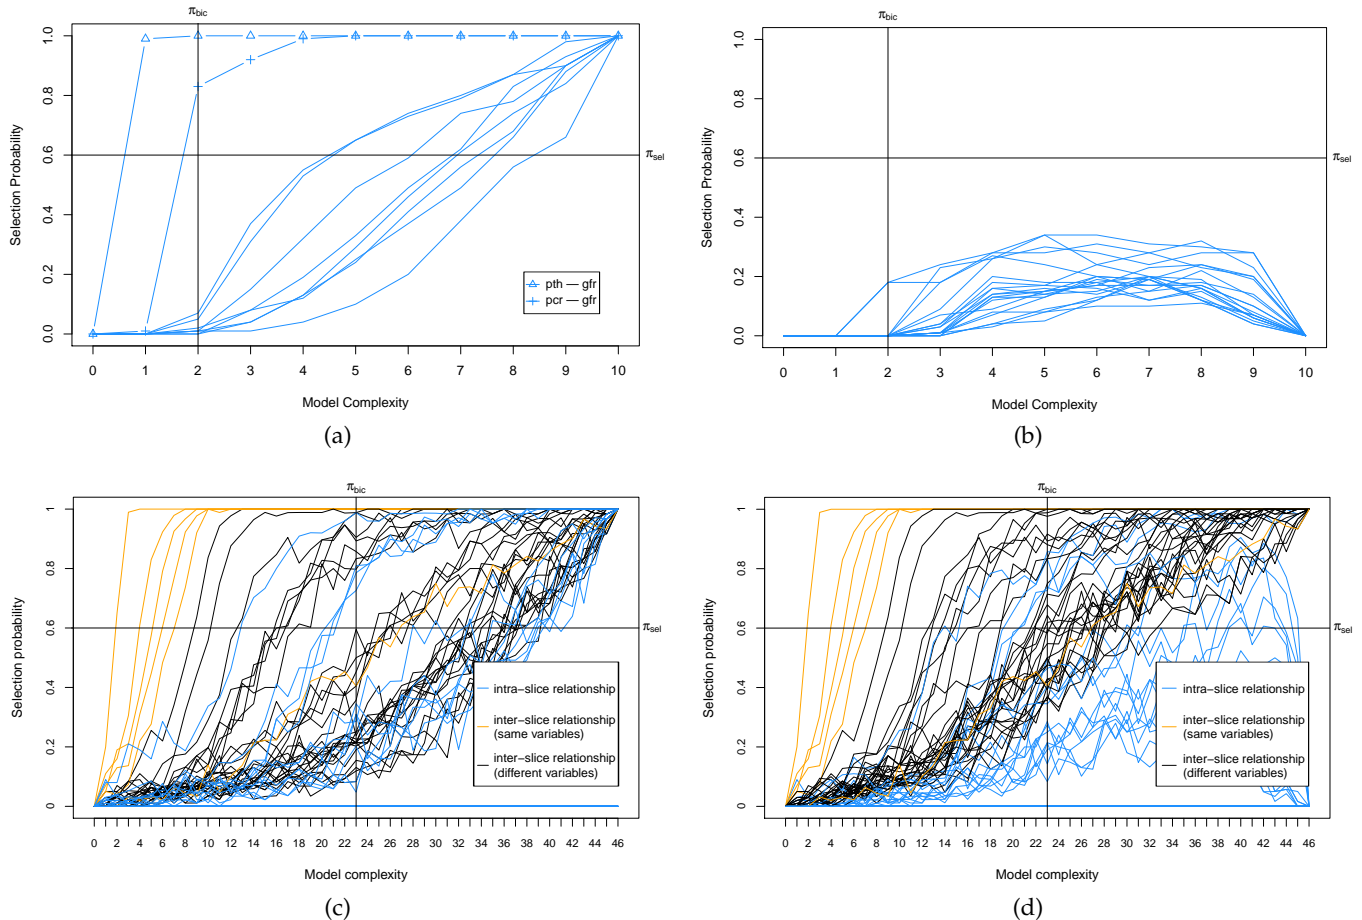 π_bic
1.0
0.8
0.6
0.4
0.2
0.0
Selection Probability
π_sel
pth — gfr
pcr — gfr
0 1 2 3 4 5 6 7 8 9 10
Model Complexity
(a)
π_bic
1.0
0.8
0.6
0.4
0.2
0.0
Selection Probability
π_sel
0 1 2 3 4 5 6 7 8 9 10
Model Complexity
(b)
π_bic
1
0.8
0.6
0.4
0.2
0
Selection probability
π_sel
intra−slice relationship
inter−slice relationship
(same variables)
inter−slice relationship
(different variables)
0 2 4 6 8 10 12 14 16 18 20 22 24 26 28 30 32 34 36 38 40 42 44 46
Model complexity
(c)
π_bic
1
0.8
0.6
0.4
0.2
0
Selection probability
π_sel
intra−slice relationship
inter−slice relationship
(same variables)
inter−slice relationship
(different variables)
0 2 4 6 8 10 12 14 16 18 20 22 24 26 28 30 32 34 36 38 40 42 44 46
Model complexity
(d)